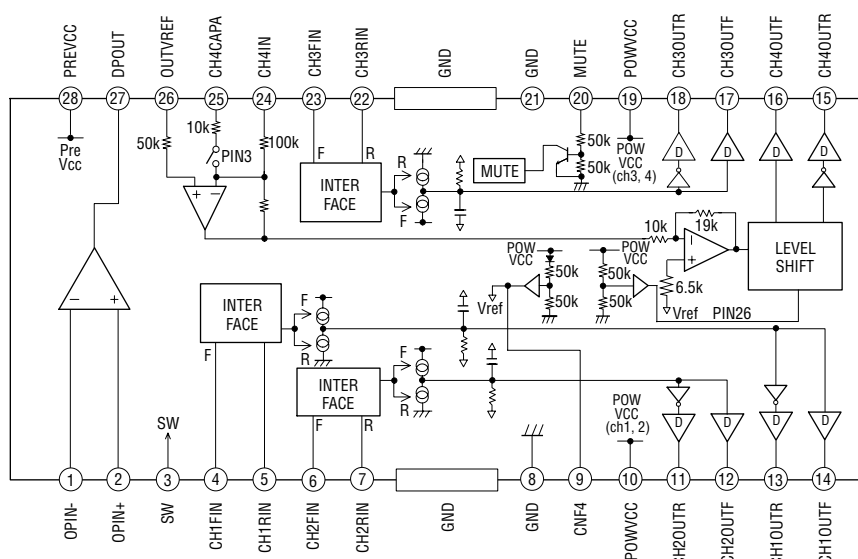 PREVCC
DPOUT
OUTVREF
CH4CAPA
CH4IN
CH3FIN
CH3RIN
GND
GND
MUTE
POWVCC
CH3OUTR
CH3OUTF
CH4OUTF
CH4OUTR
28
27
26
25
24
23
22
21
20
19
18
17
16
15
Pre
Vcc
50k
10k
PIN3
100k
F
R
INTER
FACE
R
F
MUTE
50k
50k
POW
VCC
(ch3, 4)
D
D
D
D
+
−
10k
19k
−
+
6.5k
LEVEL
SHIFT
POW
VCC
50k
50k
Vref
POW
VCC
50k
50k
Vref
PIN26
−
+
INTER
FACE
F
R
F
INTER
FACE
F
R
F
R
SW
POW
VCC
(ch1, 2)
D
D
D
D
1
2
3
4
5
6
7
8
9
10
11
12
13
14
OPIN-
OPIN+
SW
CH1FIN
CH1RIN
CH2FIN
CH2RIN
GND
GND
CNF4
POWVCC
CH2OUTR
CH2OUTF
CH1OUTR
CH1OUTF